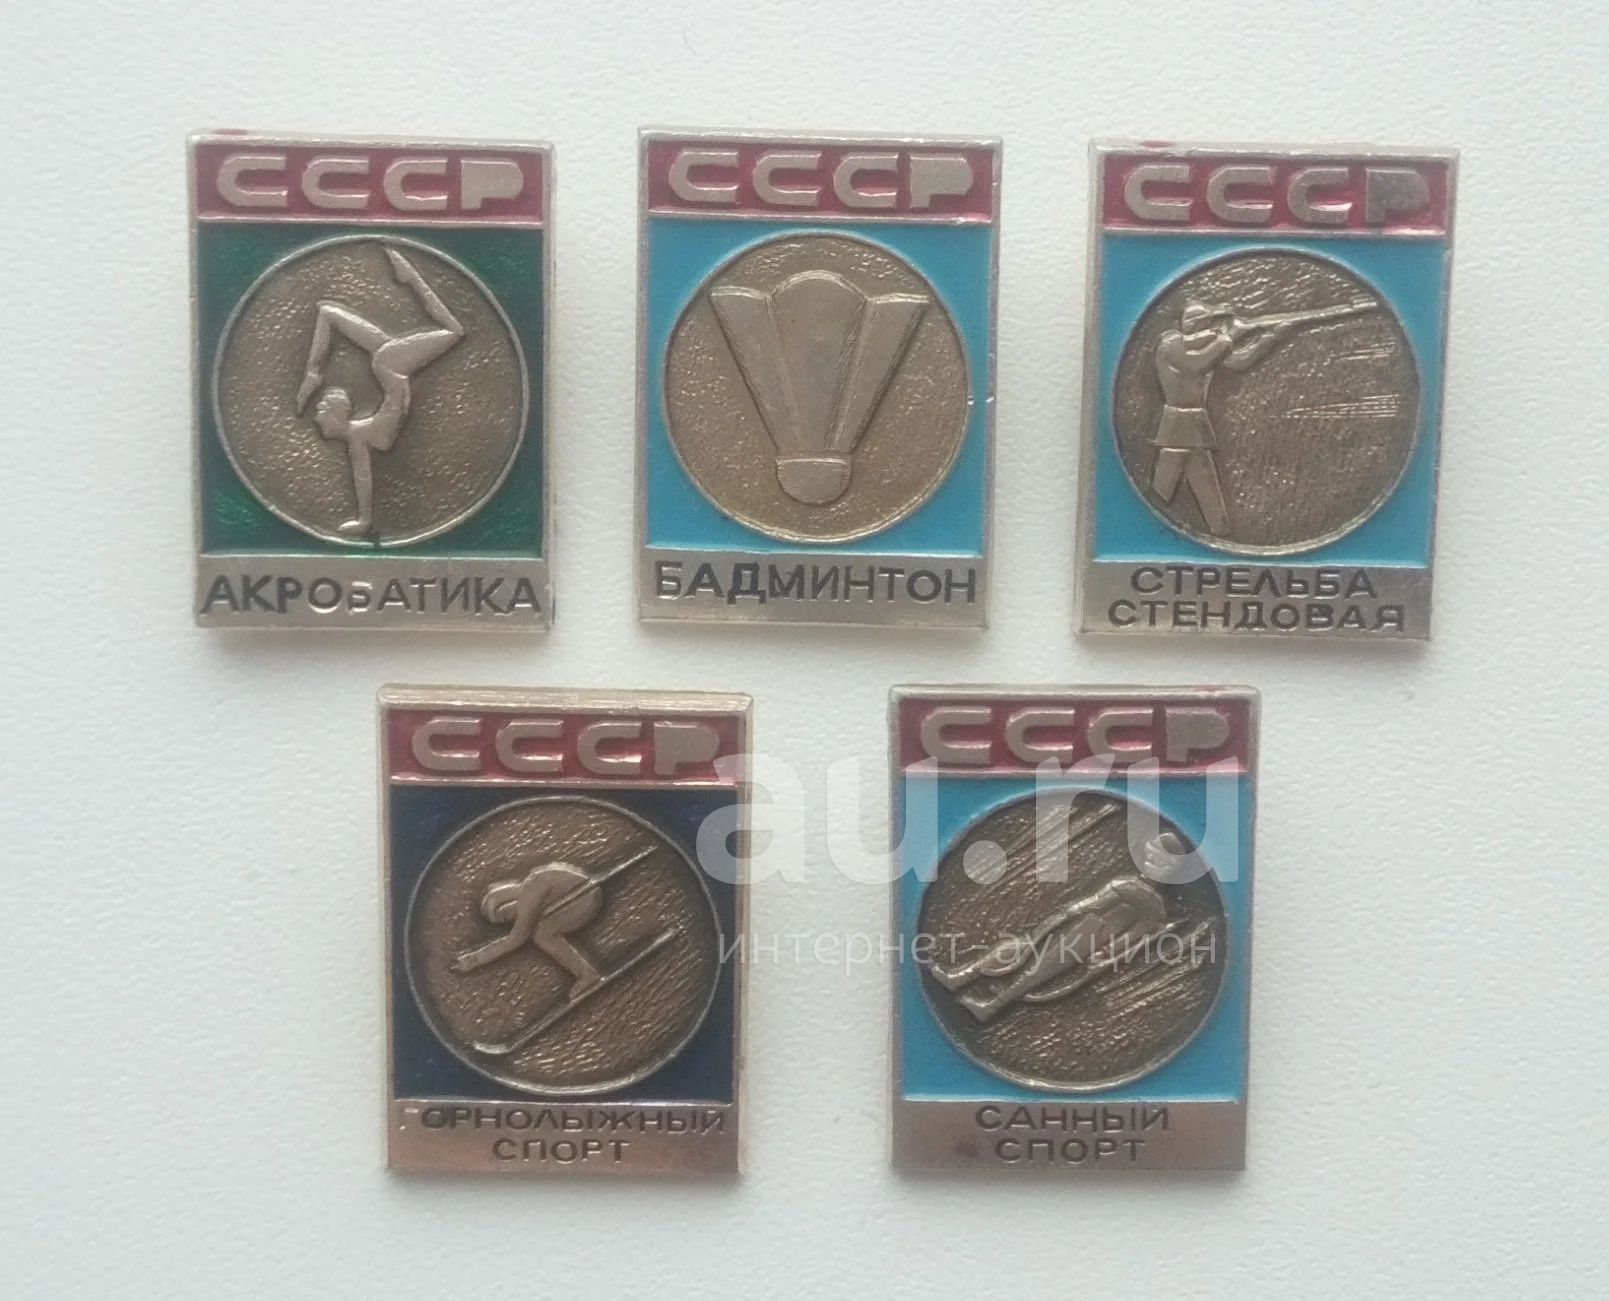 СССР
АКРОБАТИКА
СССР
БАДМИНТОН
СССР
СТРЕЛЬБА
СТЕНДОВАЯ
СССР
ГОРНОЛЫЖНЫЙ
СПОРТ
СССР
САННЫЙ
СПОРТ
au.ru
интернет-аукцион